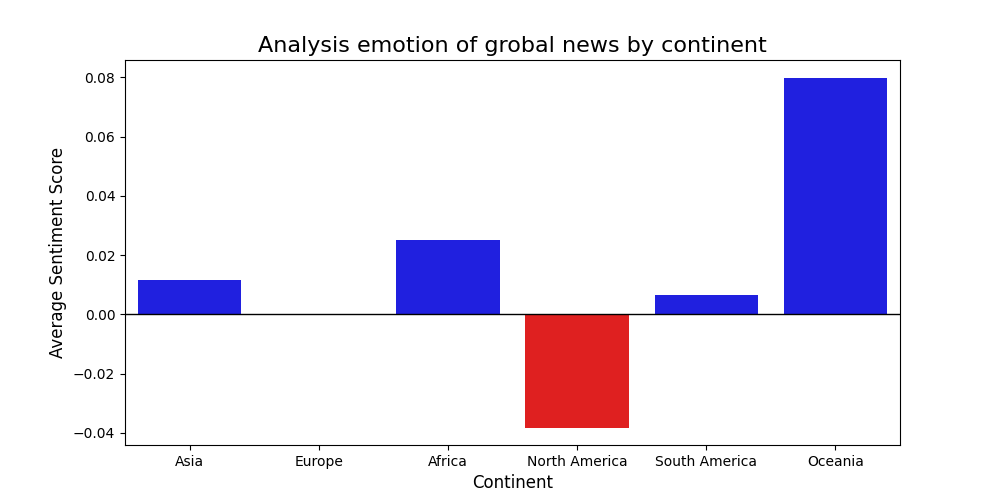 Analysis emotion of grobal news by continent
Average Sentiment Score
0.08
0.06
0.04
0.02
0.00
−0.02
−0.04
Asia Europe Africa North America South America Oceania
Continent